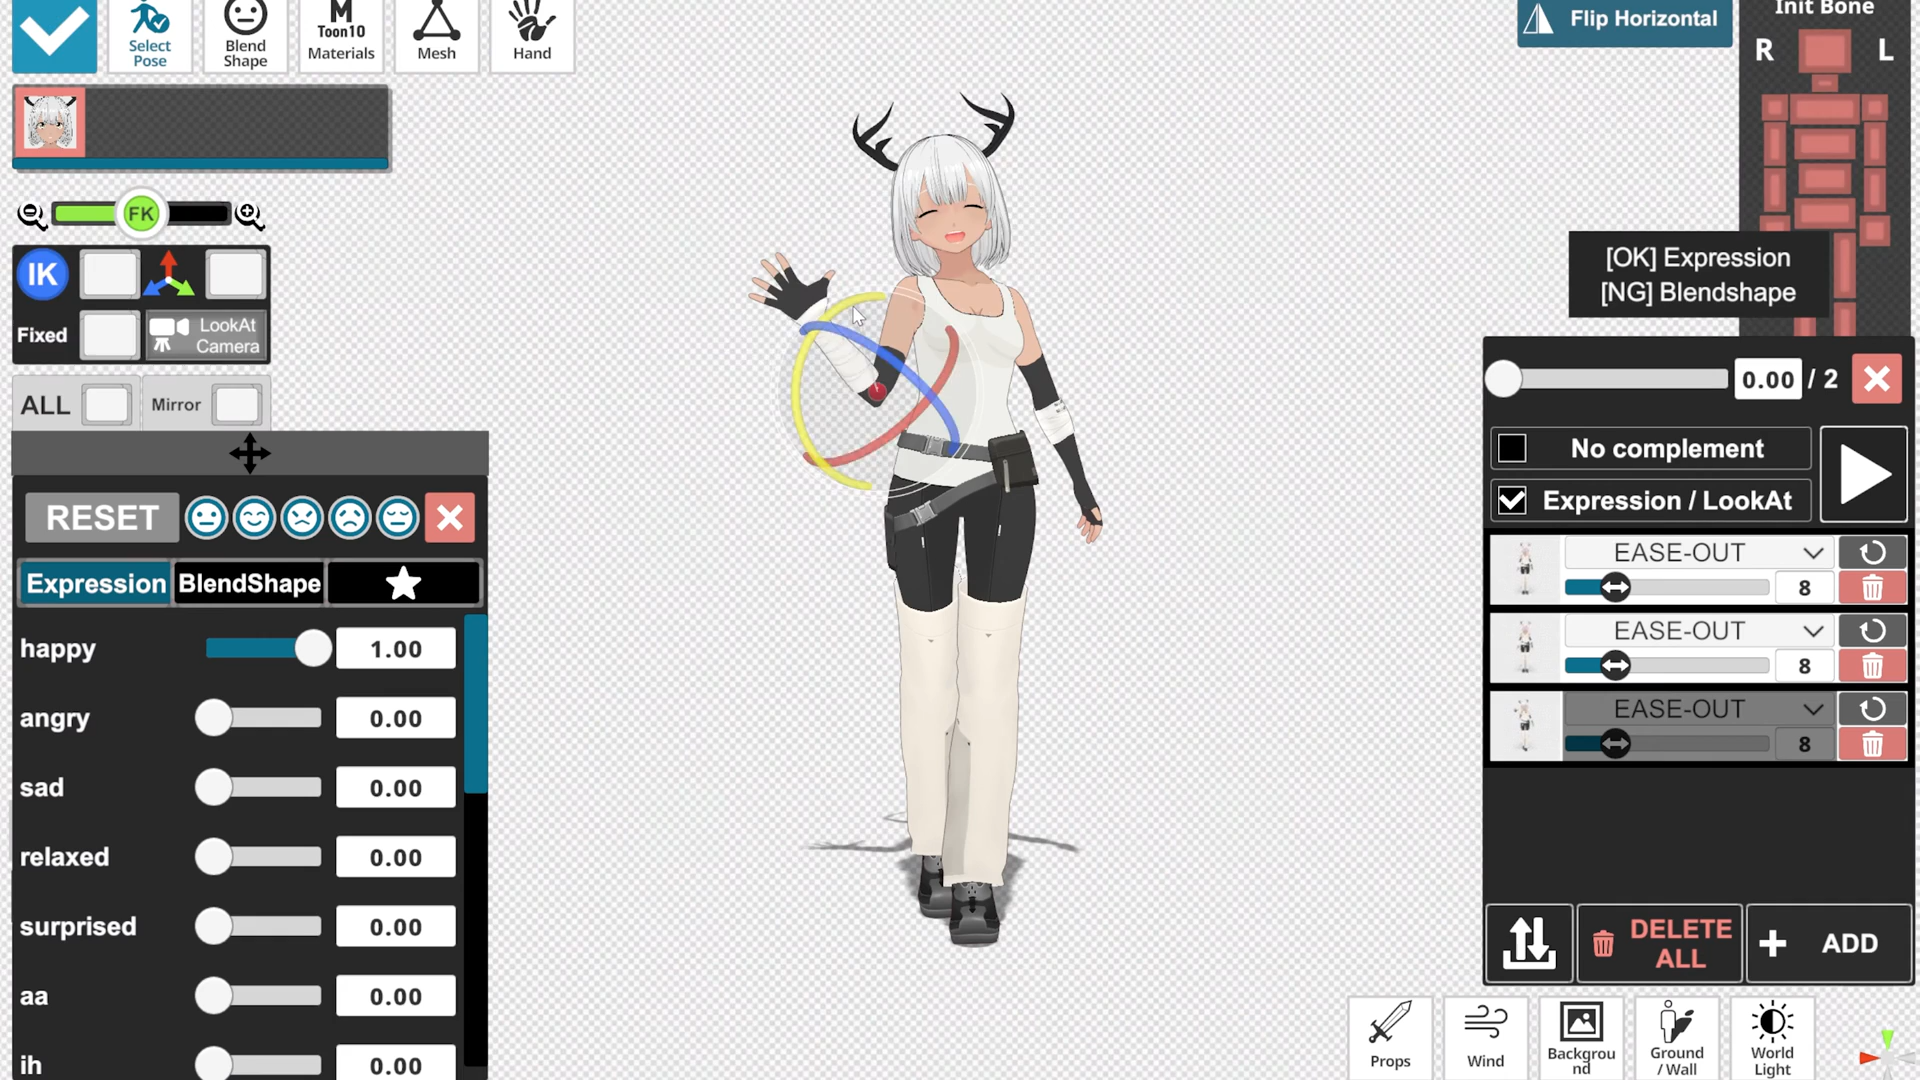 Select
Pose
Blend
Shape
M
Toon10
Materials
Mesh
Hand
Flip Horizontal
Init Bone
R
L
FK
IK
Fixed
LookAt
Camera
ALL
Mirror
[OK] Expression
[NG] Blendshape
0.00 / 2
No complement
Expression / LookAt
RESET
Expression
BlendShape
EASE-OUT
8
EASE-OUT
8
EASE-OUT
8
happy 1.00
angry 0.00
sad 0.00
relaxed 0.00
surprised 0.00
aa 0.00
ih 0.00
DELETE
ALL
+ ADD
Props
Wind
Backgrou
nd
Ground
/ Wall
World
Light